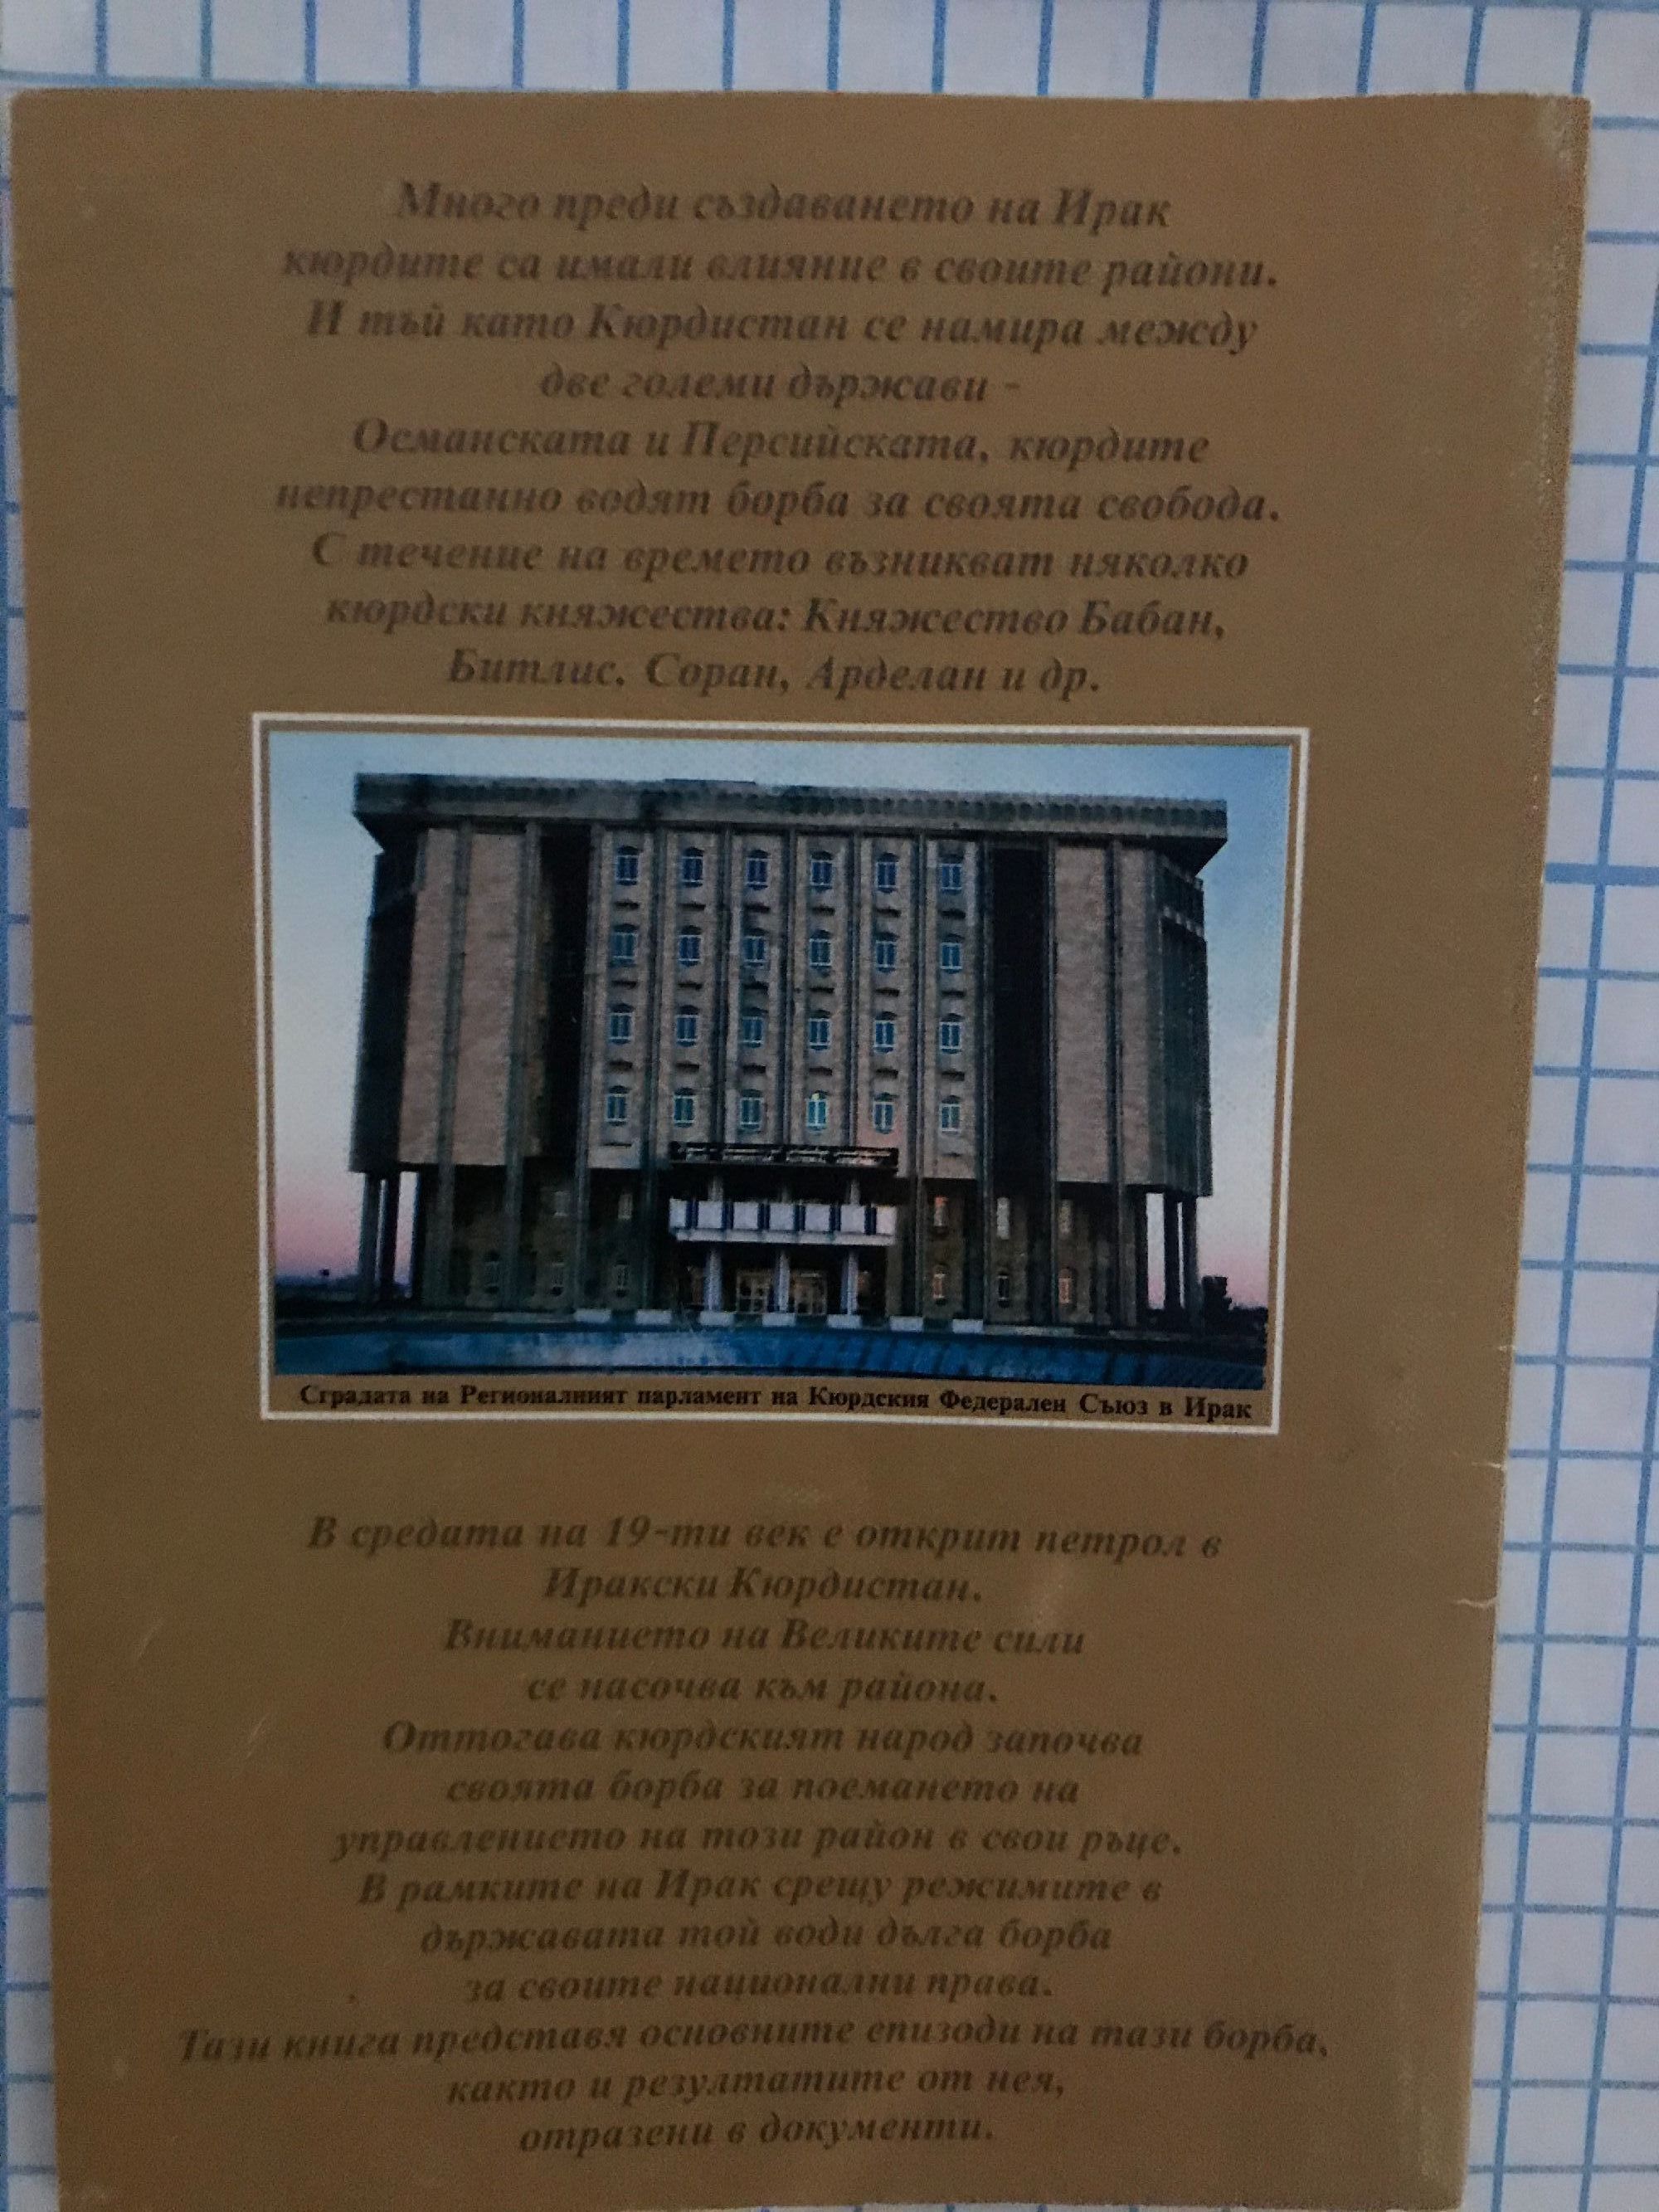 Много преди създаването на Ирак
кюрдите са имали влияние в своите райони.
И тъй като Кюрдистан се намира между
две големи държави -
Османската и Персийската, кюрдите
непрестанно водят борба за своята свобода.
С течение на времето възникват няколко
кюрдски княжества: Княжество Бабан,
Битлис, Соран, Арделан и др.
Сградата на Регионалният парламент на Кюрдския Федерален Съюз в Ирак
В средата на 19-ти век е открит петрол в
Иракски Кюрдистан.
Вниманието на Великите сили
се насочва към района.
Оттогава кюрдският народ започва
своята борба за поемането на
управлението на този район в свои ръце.
В рамките на Ирак срещу режимите в
държавата той води дълга борба
за своите национални права.
Тази книга представя основните епизоди на тази борба,
както и резултатите от нея,
отразени в документи.